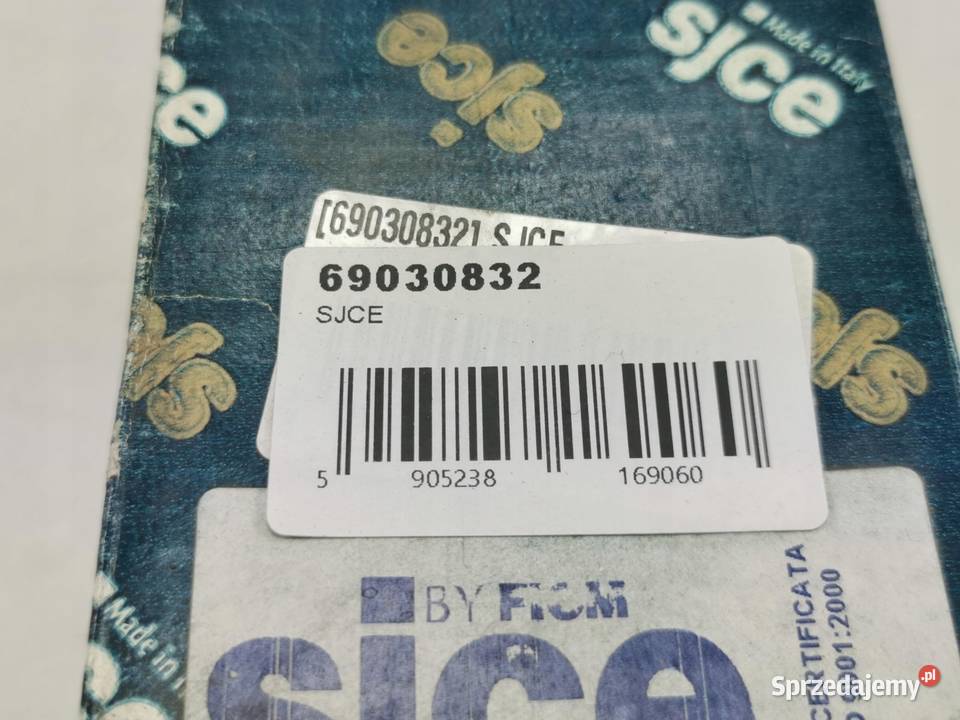 sjce
Made in Italy
sjce
ce
[69030832] SJCE
69030832
SJCE
5 905238 169060
BY FICM
sjce
CERTIFICATA
9001:2000
Made in
Sprzedajemy.pl